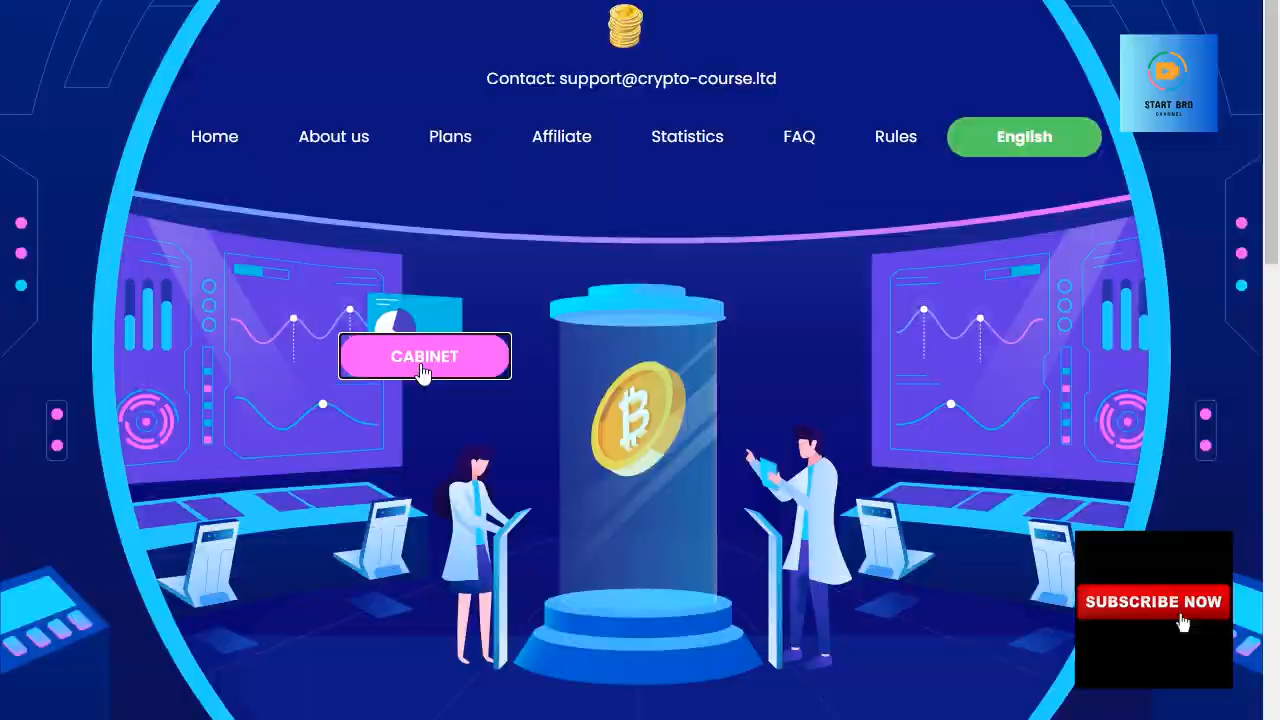 Contact: support@crypto-course.ltd
Home About us Plans Affiliate Statistics FAQ Rules English
START BRO
CHANNEL
CABINET
SUBSCRIBE NOW